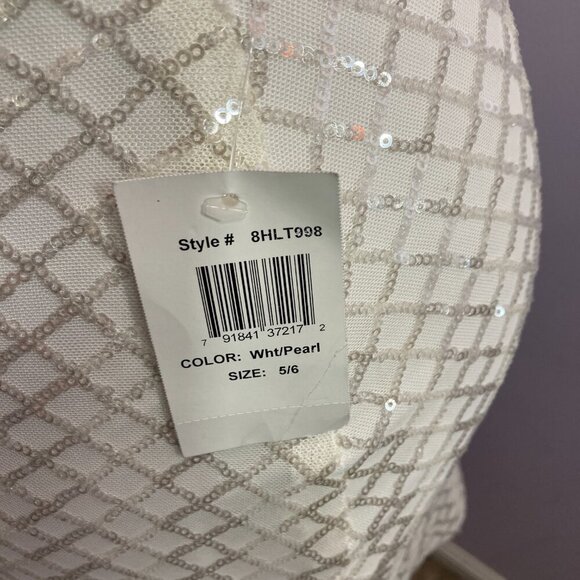 Style # 8HLT998
7 91841 37217 2
COLOR: Wht/Pearl
SIZE: 5/6